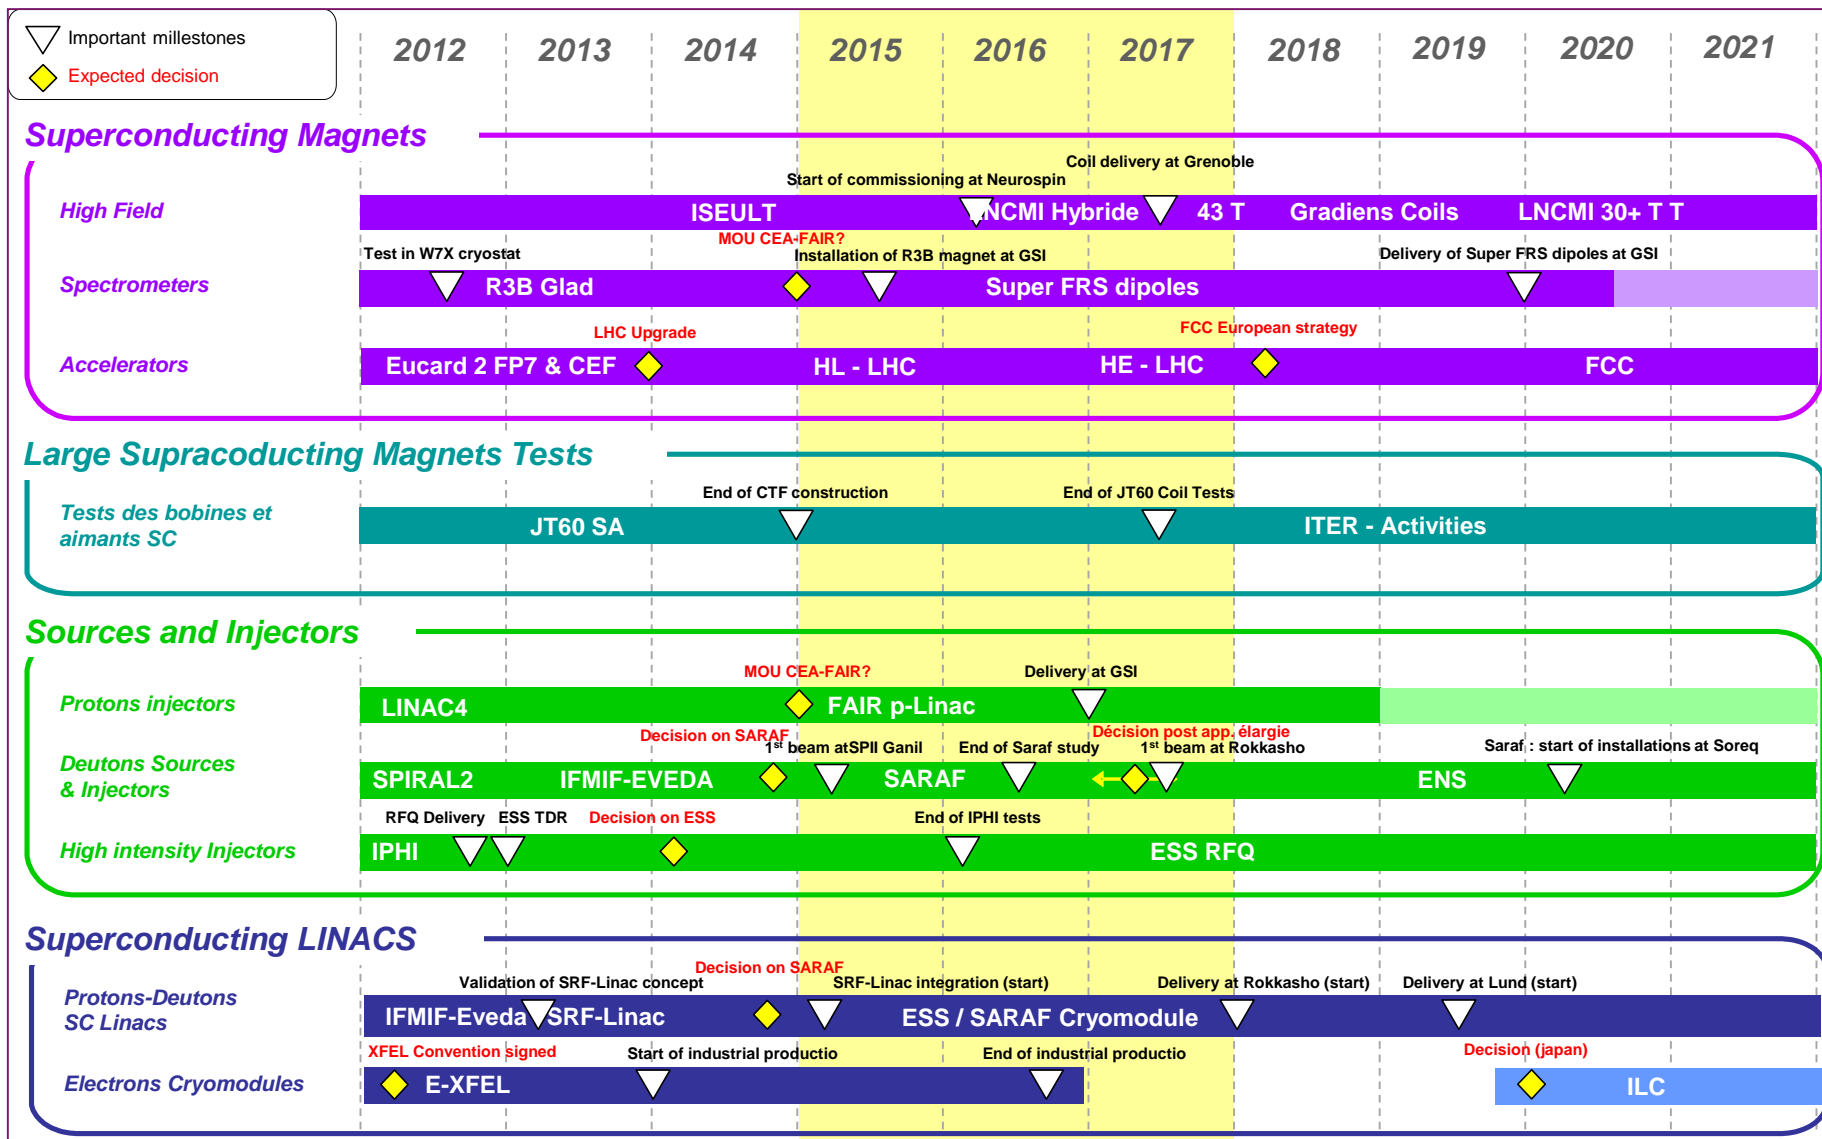 Important millestones
Expected decision
2012 2013 2014 2015 2016 2017 2018 2019 2020 2021
Superconducting Magnets
Coil delivery at Grenoble
Start of commissioning at Neurospin
High Field
ISEULT LNCMI Hybride 43 T Gradiens Coils LNCMI 30+ T T
MOU CEA-FAIR?
Test in W7X cryostat Installation of R3B magnet at GSI Delivery of Super FRS dipoles at GSI
Spectrometers
R3B Glad Super FRS dipoles
LHC Upgrade FCC European strategy
Accelerators
Eucard 2 FP7 & CEF HL - LHC HE - LHC FCC
Large Supracoducting Magnets Tests
End of CTF construction End of JT60 Coil Tests
Tests des bobines et
aimants SC
JT60 SA ITER - Activities
Sources and Injectors
MOU CEA-FAIR? Delivery at GSI
Protons injectors
LINAC4 FAIR p-Linac
Decision on SARAF Décision post app. élargie
1st beam atSPII Ganil End of Saraf study 1st beam at Rokkasho Saraf : start of installations at Soreq
Deutons Sources
& Injectors
SPIRAL2 IFMIF-EVEDA SARAF ENS
RFQ Delivery ESS TDR Decision on ESS End of IPHI tests
High intensity Injectors
IPHI ESS RFQ
Superconducting LINACS
Decision on SARAF
Validation of SRF-Linac concept SRF-Linac integration (start) Delivery at Rokkasho (start) Delivery at Lund (start)
Protons-Deutons
SC Linacs
IFMIF-Eveda SRF-Linac ESS / SARAF Cryomodule
XFEL Convention signed Start of industrial productio End of industrial productio Decision (japan)
Electrons Cryomodules
E-XFEL ILC